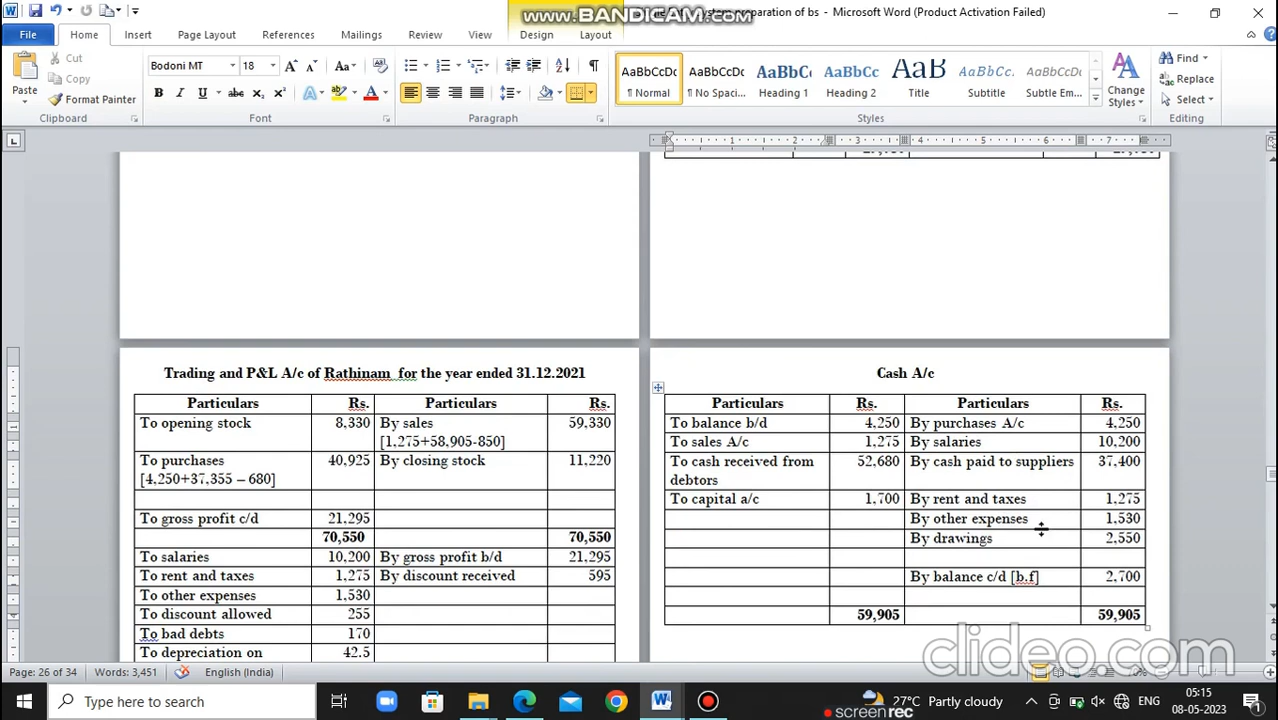 www.BANDICAM.com
preparation of bs - Microsoft Word (Product Activation Failed)
File Home Insert Page Layout References Mailings Review View Design Layout
Paste
Cut
Copy
Format Painter
Clipboard
Bodoni MT 18
Font
Paragraph
AaBbCcDc AaBbCcDc AaBbC AaBbCc AaB AaBbCc. AaBbCcDc
¶ Normal ¶ No Spaci... Heading 1 Heading 2 Title Subtitle Subtle Em...
Styles
Change Styles
Find
Replace
Select
Editing
Trading and P&L A/c of Rathinam for the year ended 31.12.2021
Particulars Rs. Particulars Rs.
To opening stock 8,330 By sales 59,330
[1,275+58,905-850]
To purchases 40,925 By closing stock 11,220
[4,250+37,355 – 680]
To gross profit c/d 21,295
70,550 70,550
To salaries 10,200 By gross profit b/d 21,295
To rent and taxes 1,275 By discount received 595
To other expenses 1,530
To discount allowed 255
To bad debts 170
To depreciation on 42.5
Cash A/c
Particulars Rs. Particulars Rs.
To balance b/d 4,250 By purchases A/c 4,250
To sales A/c 1,275 By salaries 10,200
To cash received from 52,680 By cash paid to suppliers 37,400
debtors
To capital a/c 1,700 By rent and taxes 1,275
By other expenses 1,530
By drawings 2,550
By balance c/d [b.f] 2,700
59,905 59,905
clideo.com
Page: 26 of 34 Words: 3,451 English (India)
Type here to search
27°C Partly cloudy
ENG
05:15
08-05-2023
screen rec